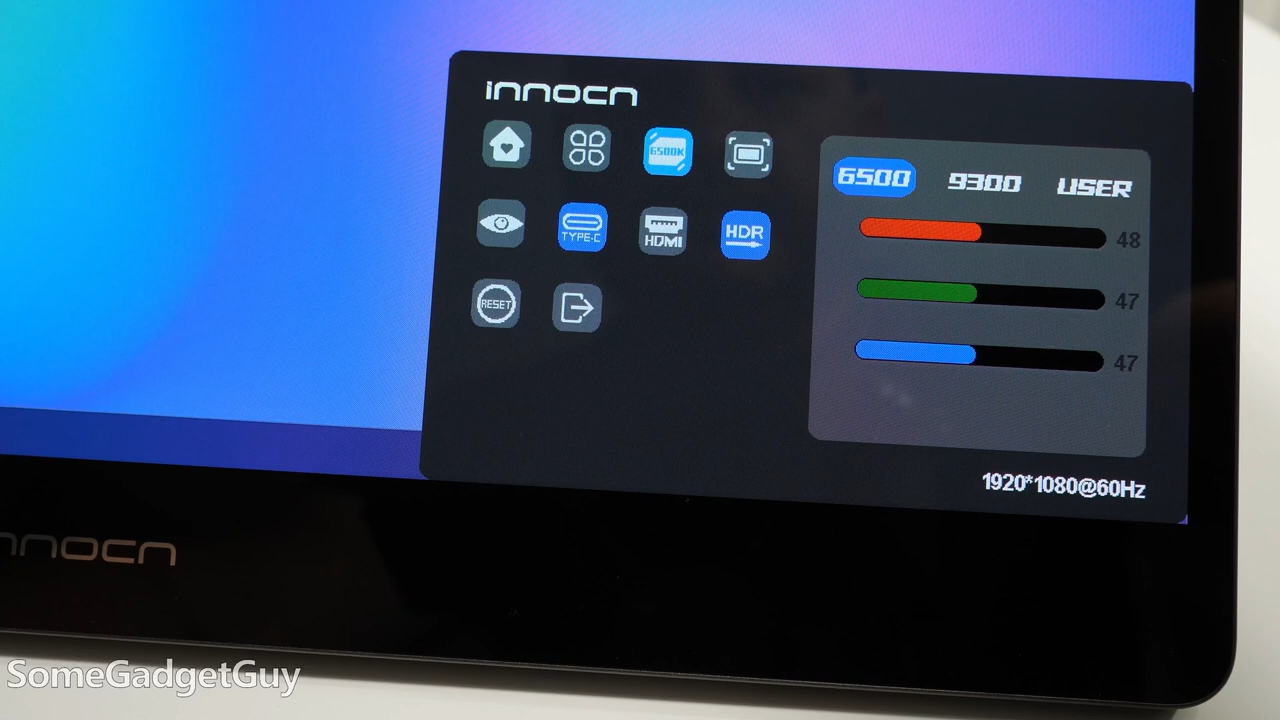 innocn
6500K
6500 9300 USER
48
TYPE-C HDMI HDR
47
RESET
47
1920*1080@60Hz
innocn
SomeGadgetGuy